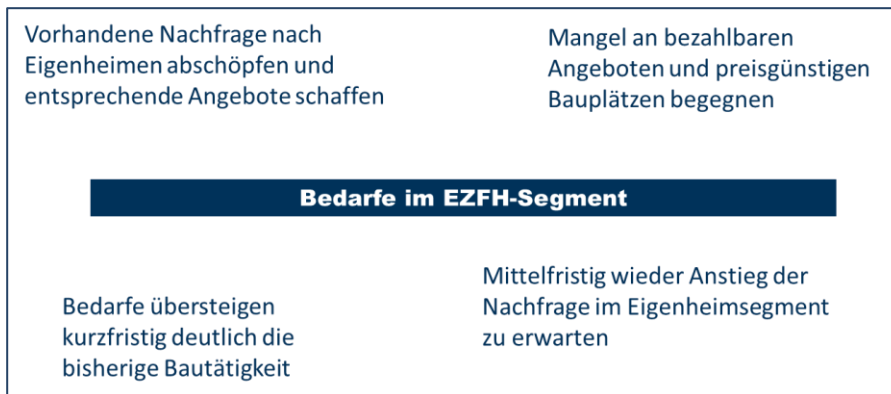 Vorhandene Nachfrage nach
Eigenheimen abschöpfen und
entsprechende Angebote schaffen
Mangel an bezahlbaren
Angeboten und preisgünstigen
Bauplätzen begegnen
Bedarfe im EZFH-Segment
Bedarfe übersteigen
kurzfristig deutlich die
bisherige Bautätigkeit
Mittelfristig wieder Anstieg der
Nachfrage im Eigenheimsegment
zu erwarten